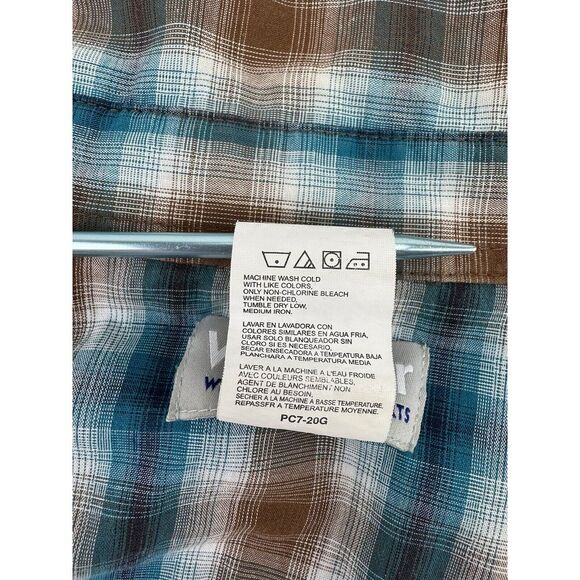 MACHINE WASH COLD
WITH LIKE COLORS,
ONLY NON-CHLORINE BLEACH
WHEN NEEDED,
TUMBLE DRY LOW,
MEDIUM IRON.
LAVAR EN LAVADORA CON
COLORES SIMILARES EN AGUA FRIA,
USAR SOLO BLANQUEADOR SIN
CLORO SI ES NECESARIO,
SECAR ENSECADORA A TEMPEATURA BAJA
PLANCHARA A TEMPERATURA MEDIA
LAVER A LA MACHINE A L'EAU FROIDE
AVEC COULEURS SEMBLABLES,
AGENT DE BLANCHIMENT NON
CHLORE AU BESOIN,
SECHER A LA MACHINE A BASSE TEMPERATURE.
REPASSFR A TEMPERATURE MOYENNE.
PC7-20G